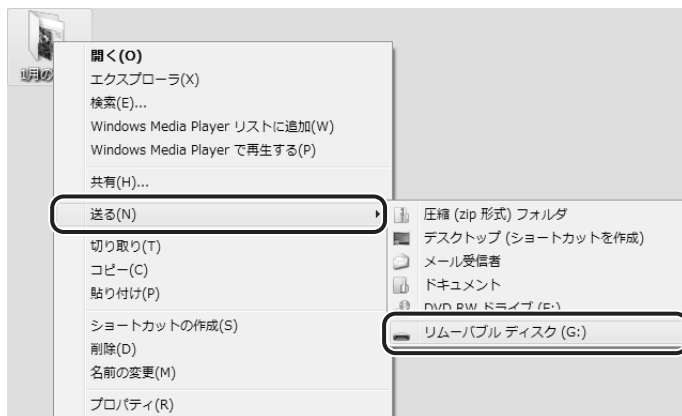 1月の
開く(O)
エクスプローラ(X)
検索(E)...
Windows Media Player リストに追加(W)
Windows Media Player で再生する(P)
共有(H)...
送る(N)
切り取り(T)
コピー(C)
貼り付け(P)
ショートカットの作成(S)
削除(D)
名前の変更(M)
プロパティ(R)
圧縮 (zip 形式) フォルダ
デスクトップ (ショートカットを作成)
メール受信者
ドキュメント
DVD RW ドライブ (E:)
リムーバブル ディスク (G:)